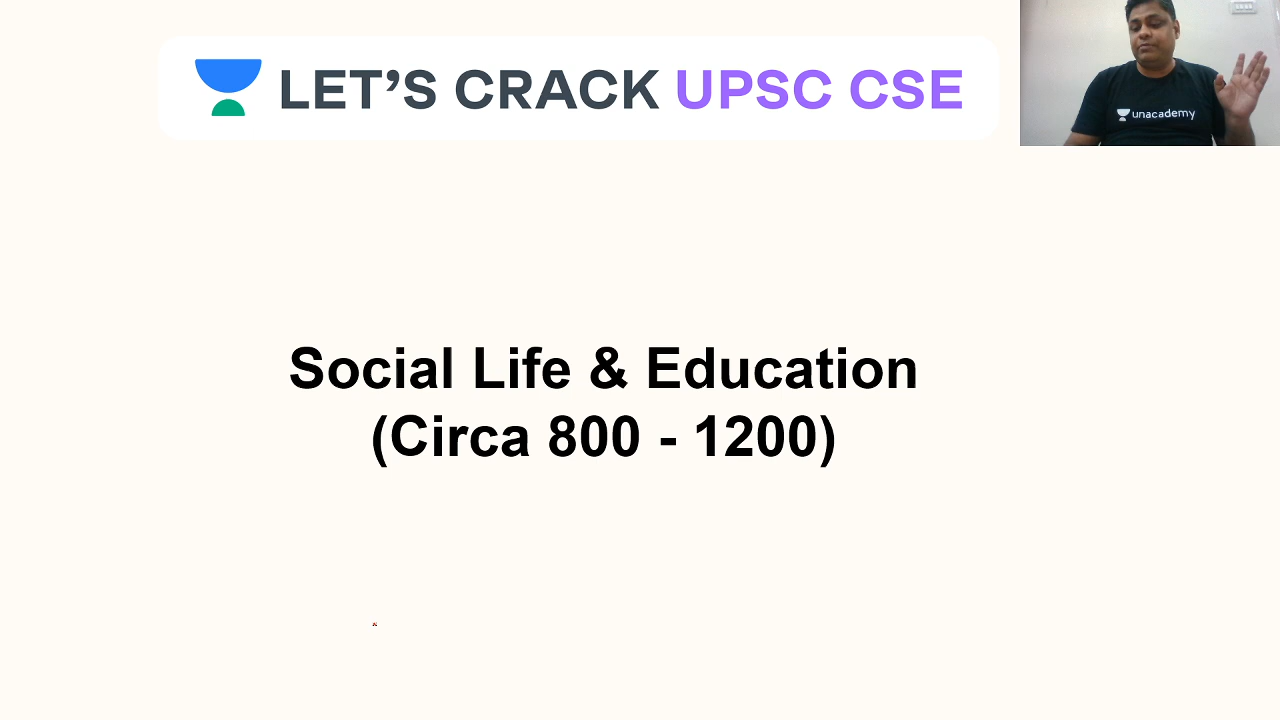 LET'S CRACK UPSC CSE
unacademy
Social Life & Education
(Circa 800 - 1200)